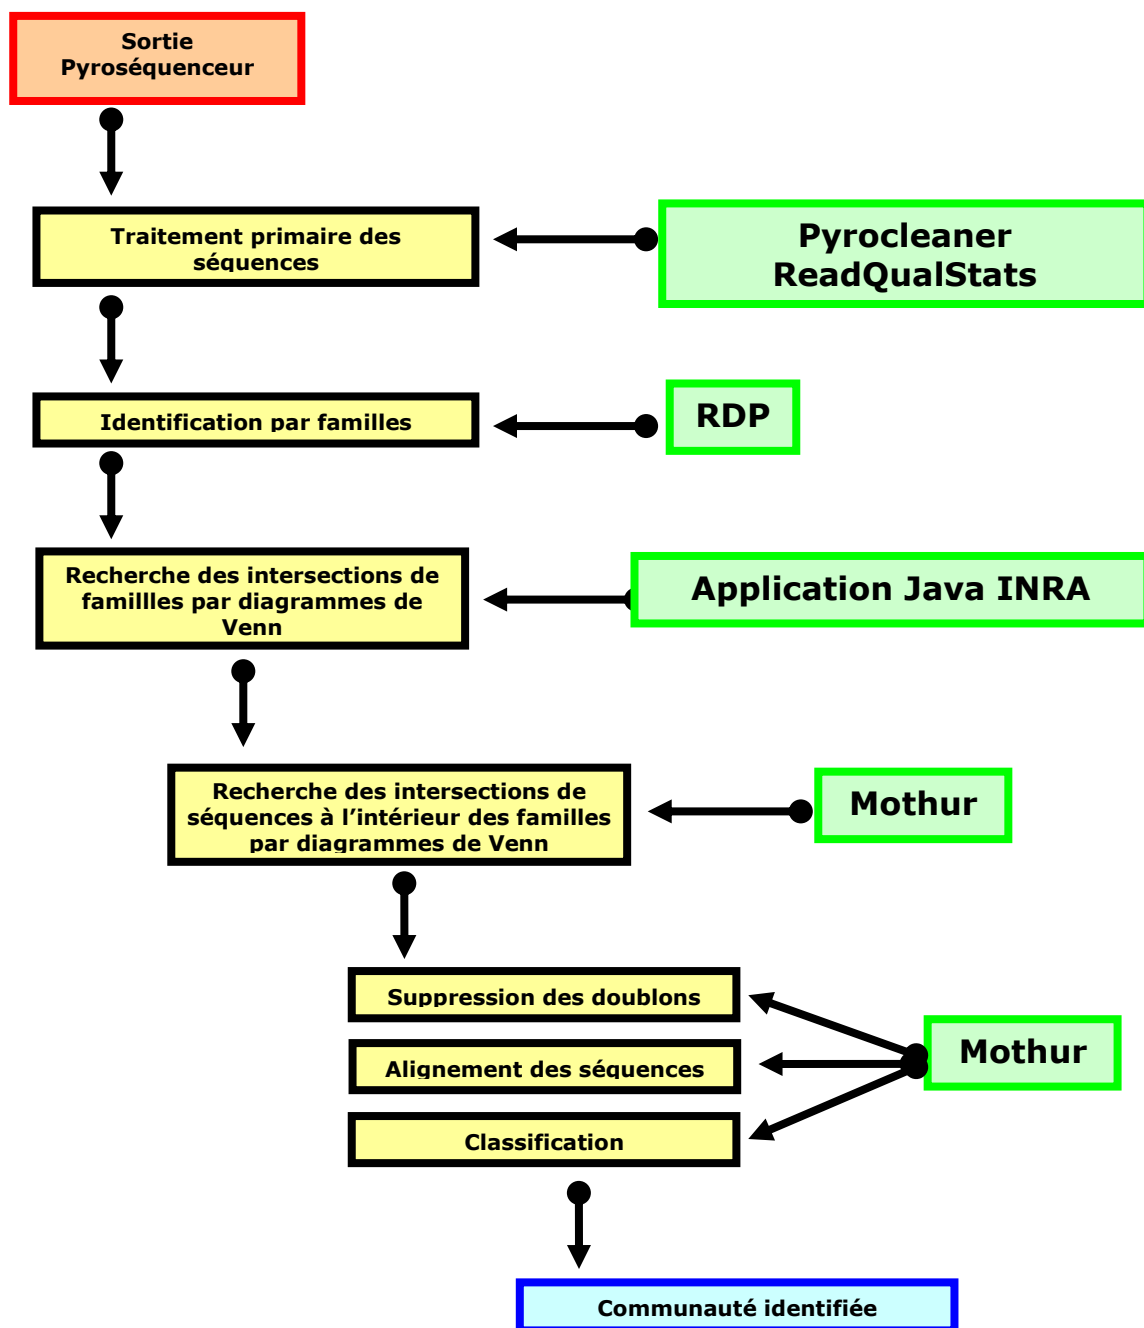 Sortie
Pyroséquenceur
Traitement primaire des
séquences
Pyrocleaner
ReadQualStats
Identification par familles
RDP
Recherche des intersections de
famillles par diagrammes de
Venn
Application Java INRA
Recherche des intersections de
séquences à l’intérieur des familles
par diagrammes de Venn
Mothur
Suppression des doublons
Alignement des séquences
Classification
Mothur
Communauté identifiée